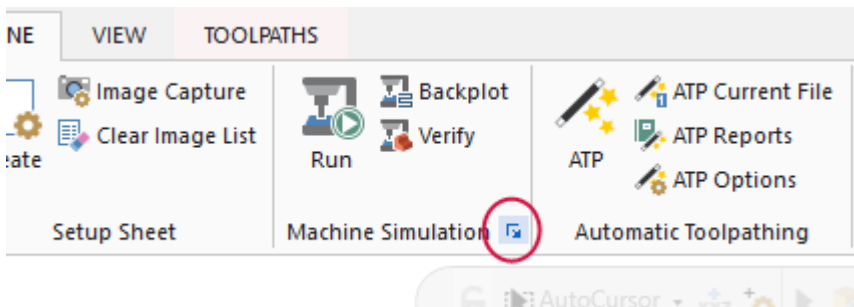 NE VIEW TOOLPATHS
Image Capture Backplot ATP Current File
Clear Image List Verify ATP Reports
eate Run ATP ATP Options
Setup Sheet Machine Simulation Automatic Toolpathing
AutoCursor